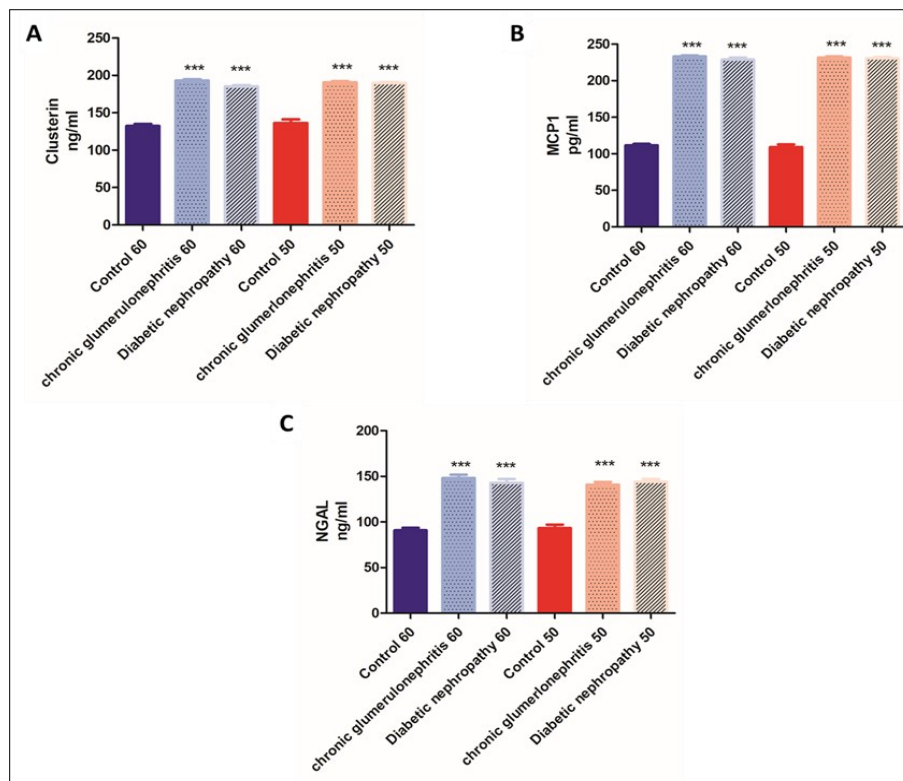 A
Clusterin
ng/ml
250
200
150
100
50
0
***
***
***
***
Control 60
chronic glumerulonephritis 60
Diabetic nephropathy 60
Control 50
chronic glumerlonephritis 50
Diabetic nephropathy 50
B
MCP1
pg/ml
250
200
150
100
50
0
***
***
***
***
Control 60
chronic glumerulonephritis 60
Diabetic nephropathy 60
Control 50
chronic glumerlonephritis 50
Diabetic nephropathy 50
C
NGAL
ng/ml
200
150
100
50
0
***
***
***
***
Control 60
chronic glumerulonephritis 60
Diabetic nephropathy 60
Control 50
chronic glumerlonephritis 50
Diabetic nephropathy 50